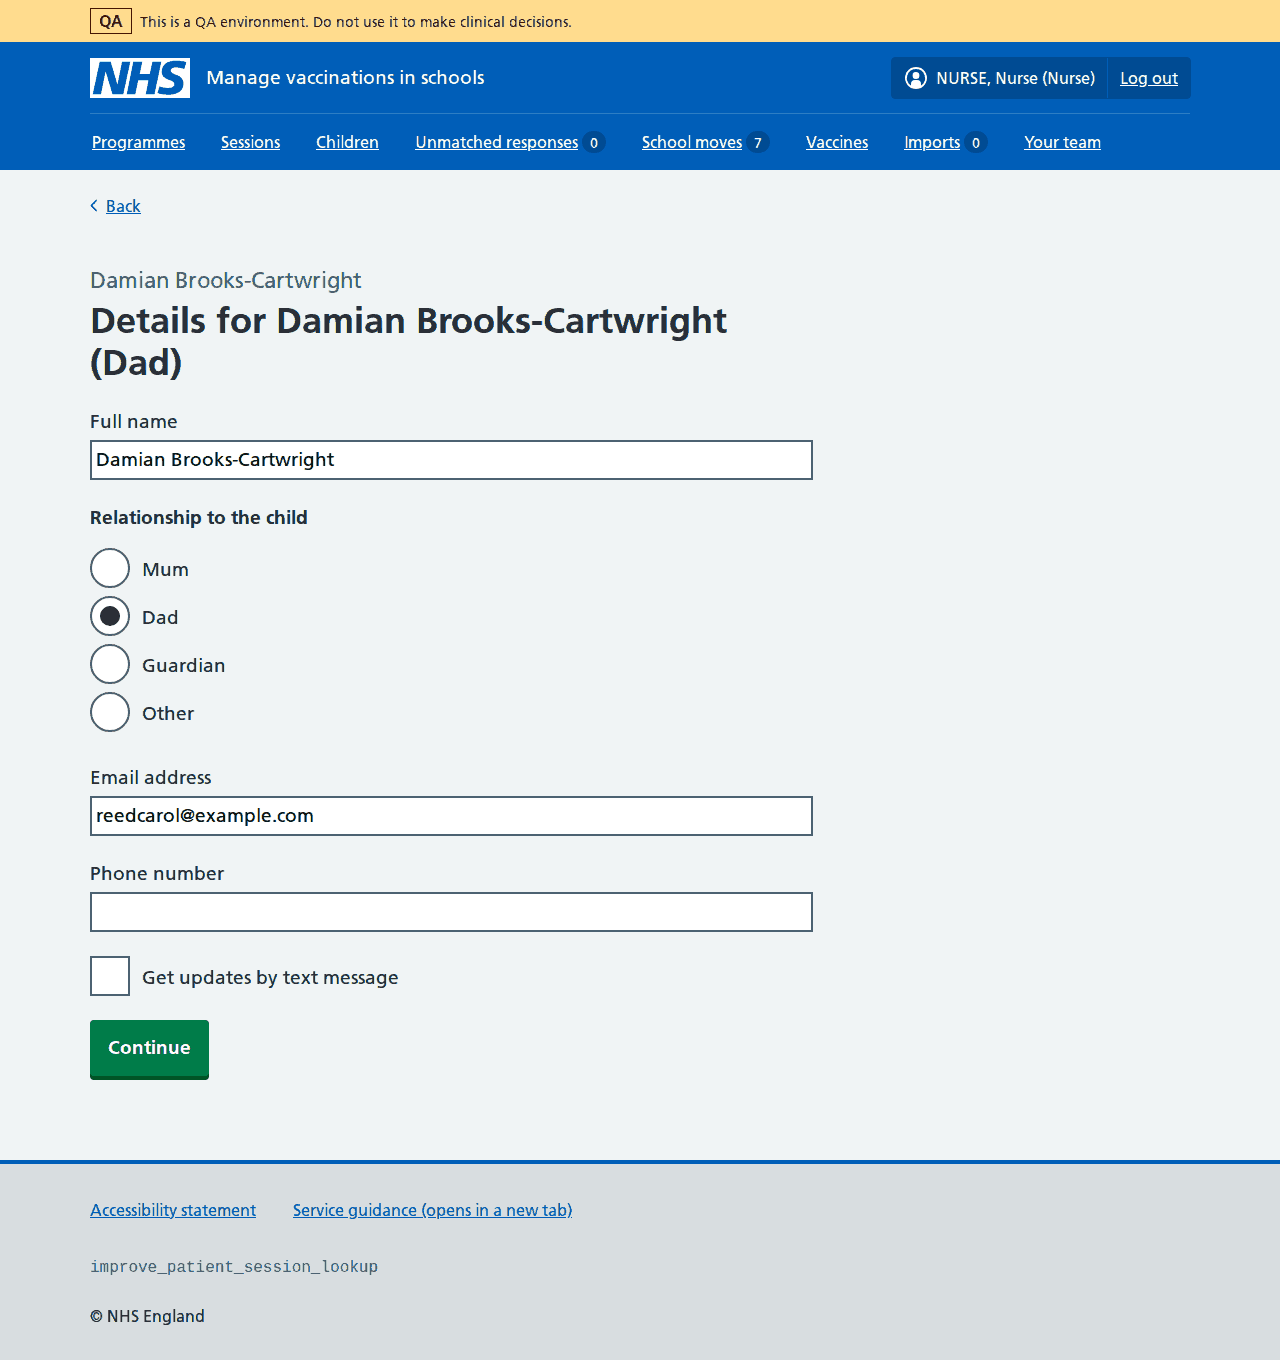 QA This is a QA environment. Do not use it to make clinical decisions.
NHS Manage vaccinations in schools NURSE, Nurse (Nurse) Log out
Programmes Sessions Children Unmatched responses 0 School moves 7 Vaccines Imports 0 Your team
Back
Damian Brooks-Cartwright
Details for Damian Brooks-Cartwright
(Dad)
Full name
Damian Brooks-Cartwright
Relationship to the child
Mum
Dad
Guardian
Other
Email address
reedcarol@example.com
Phone number
Get updates by text message
Continue
Accessibility statement Service guidance (opens in a new tab)
improve_patient_session_lookup
© NHS England